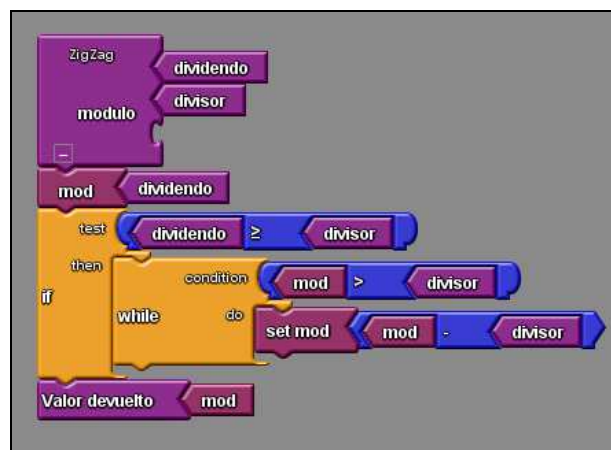 ZigZag
dividendo
divisor
modulo
mod dividendo
test dividendo ≥ divisor
then
condition mod > divisor
if
while do
set mod mod - divisor
Valor devuelto mod